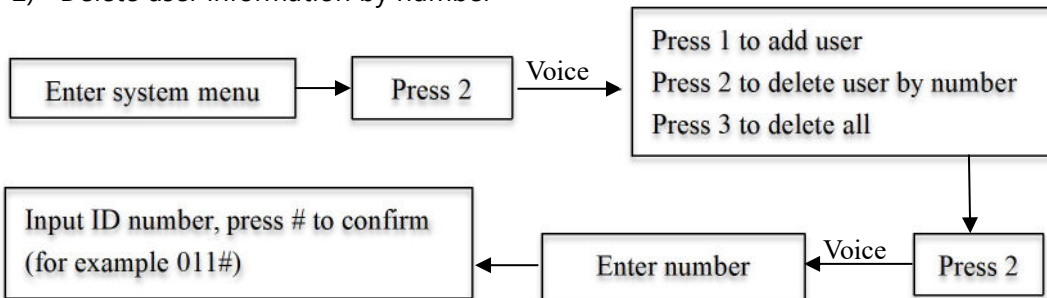 Delete user information by number
Enter system menu
Press 2
Voice
Press 1 to add user
Press 2 to delete user by number
Press 3 to delete all
Press 2
Voice
Enter number
Input ID number, press # to confirm
(for example 011#)